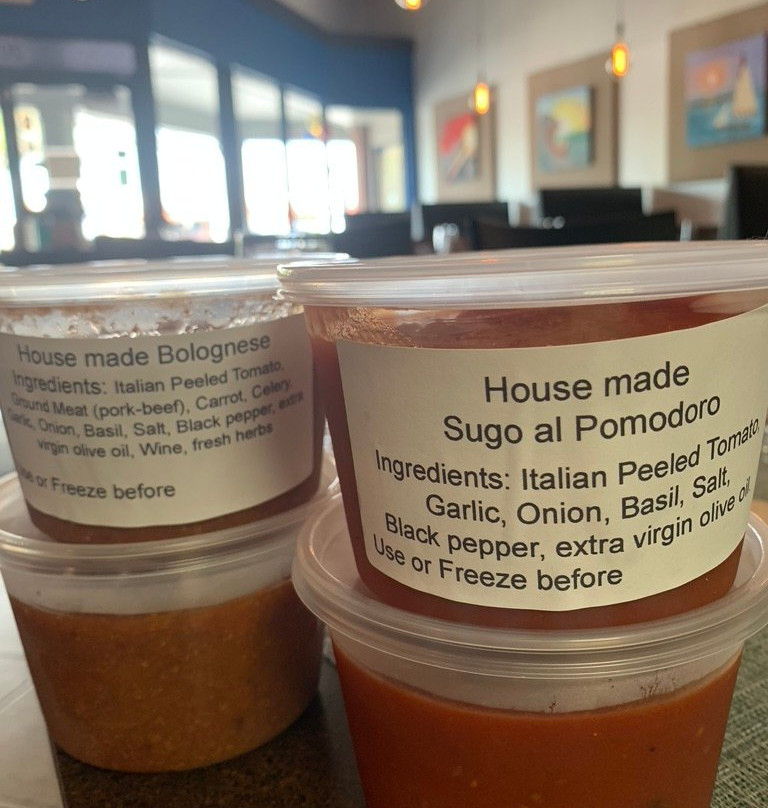 House made Bolognese
Ingredients: Italian Peeled Tomato,
Ground Meat (pork-beef), Carrot, Celery
Garlic, Onion, Basil, Salt, Black pepper, extra
virgin olive oil, Wine, fresh herbs
or Freeze before
House made
Sugo al Pomodoro
Ingredients: Italian Peeled Tomato,
Garlic, Onion, Basil, Salt,
Black pepper, extra virgin olive oil
Use or Freeze before